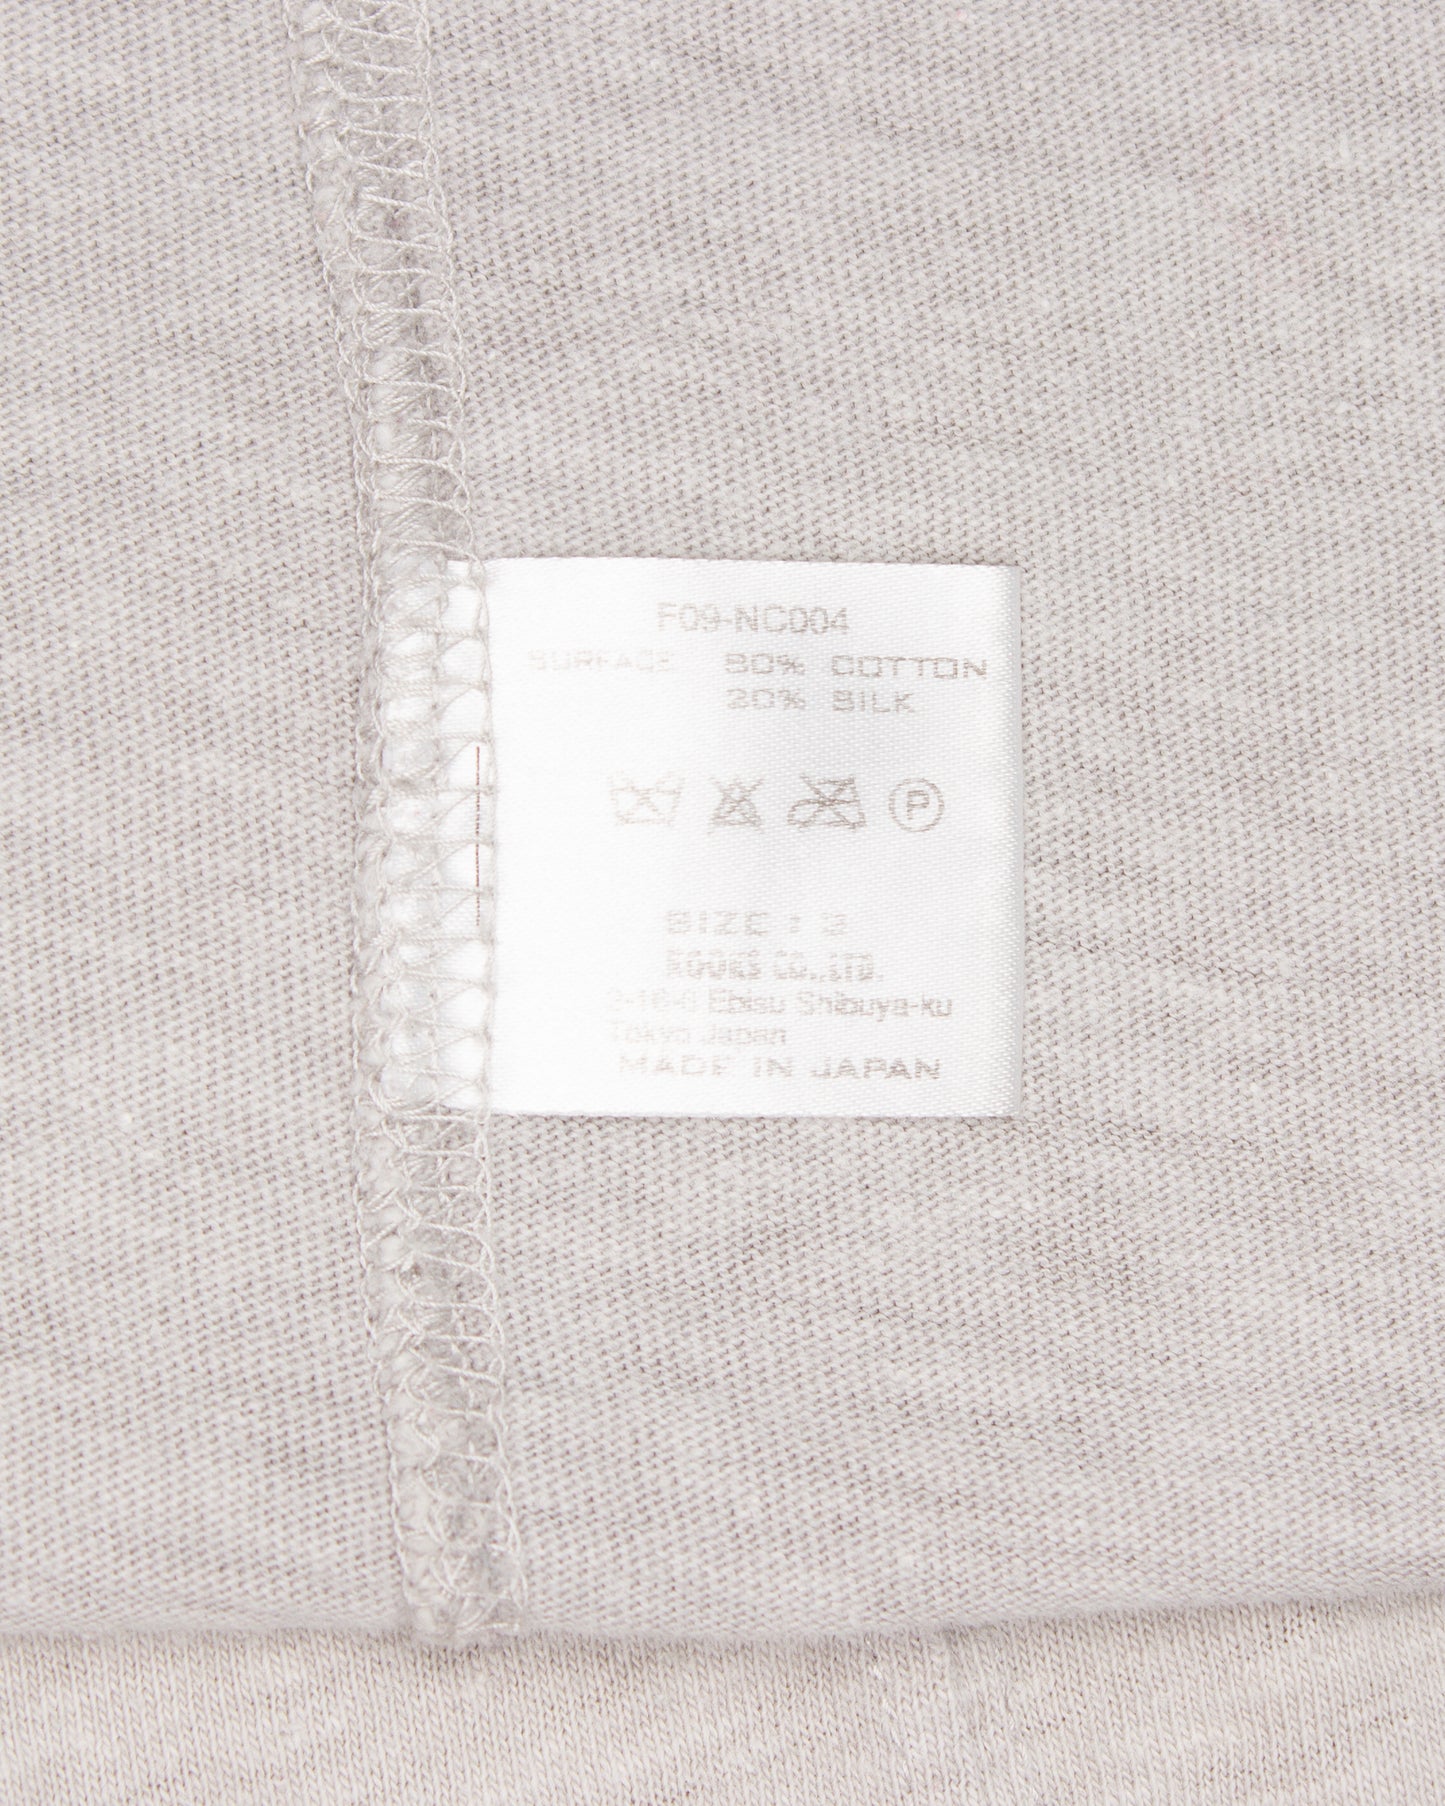 F09-NC004
SURFACE 80% COTTON
20% SILK
P
SIZE : 3
ROOKS CO.,LTD.
Ebisu Shibuya-ku
Tokyo Japan
MADE IN JAPAN